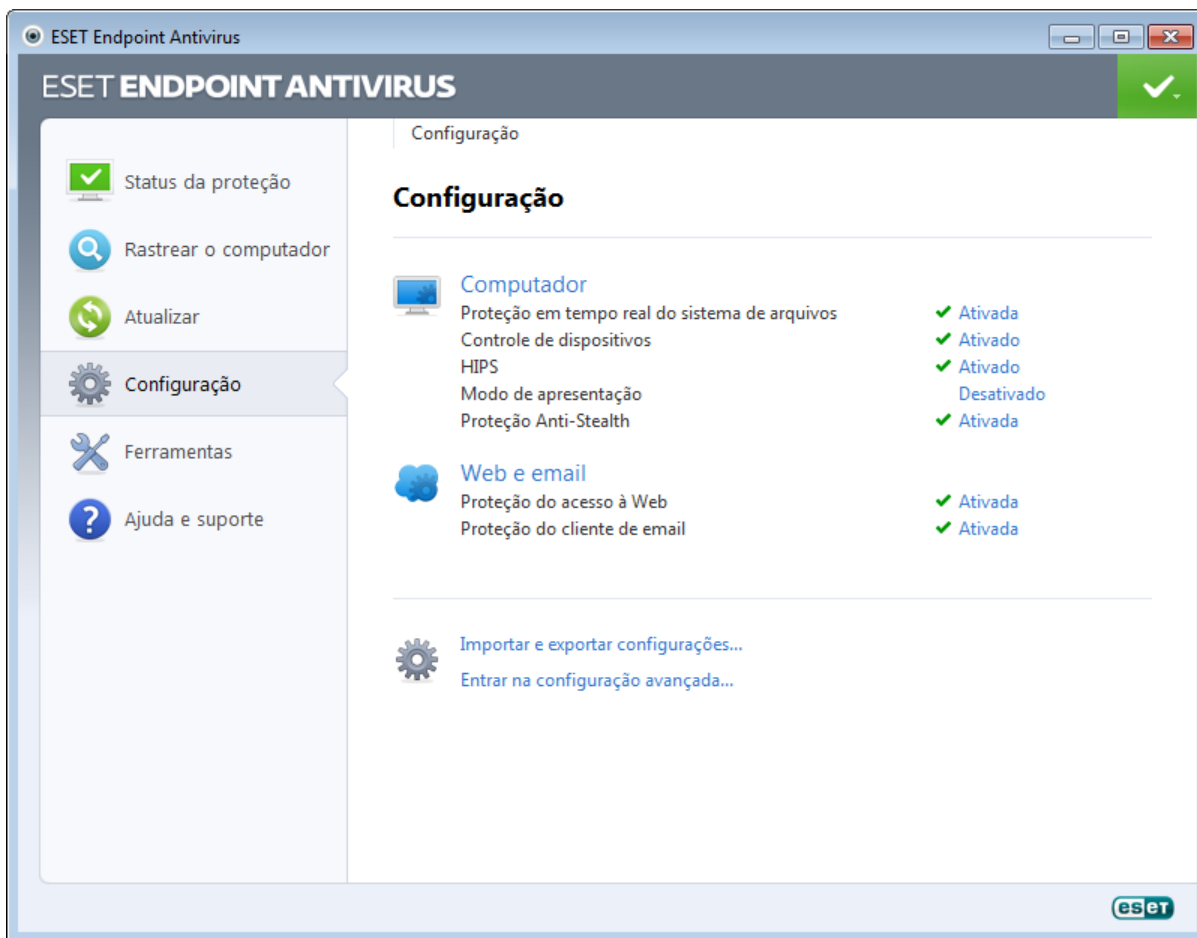 ESET Endpoint Antivirus
ESET ENDPOINT ANTIVIRUS
Status da proteção
Rastrear o computador
Atualizar
Configuração
Ferramentas
Ajuda e suporte
Configuração
Configuração
Computador
Proteção em tempo real do sistema de arquivos Ativada
Controle de dispositivos Ativado
HIPS Ativado
Modo de apresentação Desativado
Proteção Anti-Stealth Ativada
Web e email
Proteção do acesso à Web Ativada
Proteção do cliente de email Ativada
Importar e exportar configurações...
Entrar na configuração avançada...
eset